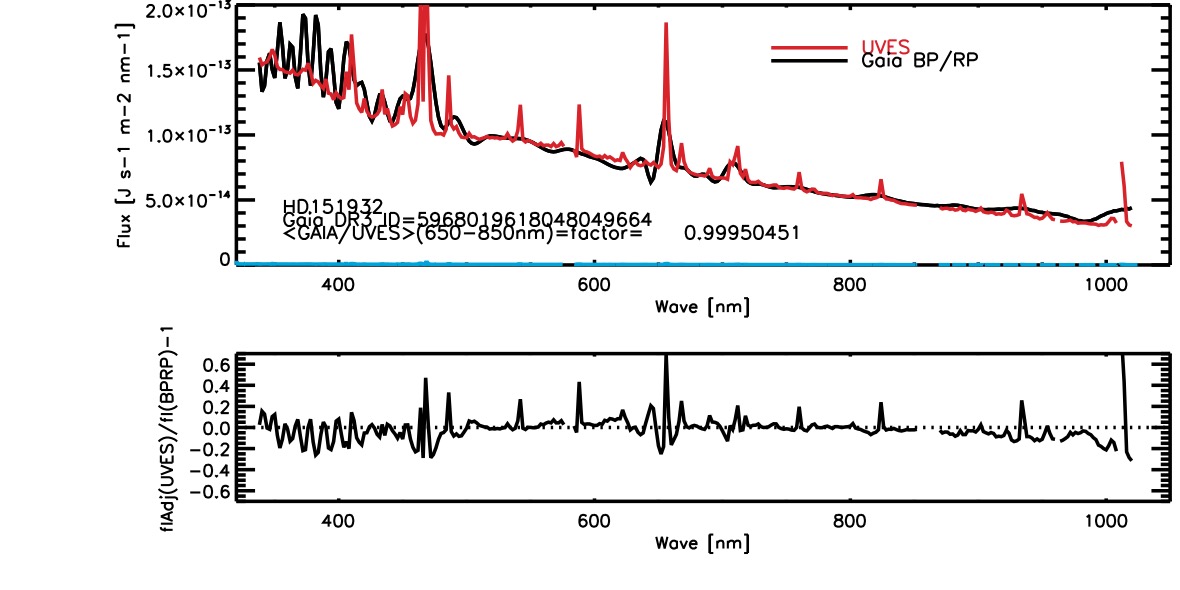 2.0×10⁻¹³
1.5×10⁻¹³
1.0×10⁻¹³
5.0×10⁻¹⁴
0
Flux [J s−1 m−2 nm−1]
UVES
Gaia BP/RP
HD151932
Gaia DR3 ID=5968019618048049664
<GAIA/UVES>(650−850nm)=factor= 0.99950451
400 600 800 1000
Wave [nm]
0.6
0.4
0.2
0.0
−0.2
−0.4
−0.6
flAdj(UVES)/fl(BPRP)−1
400 600 800 1000
Wave [nm]